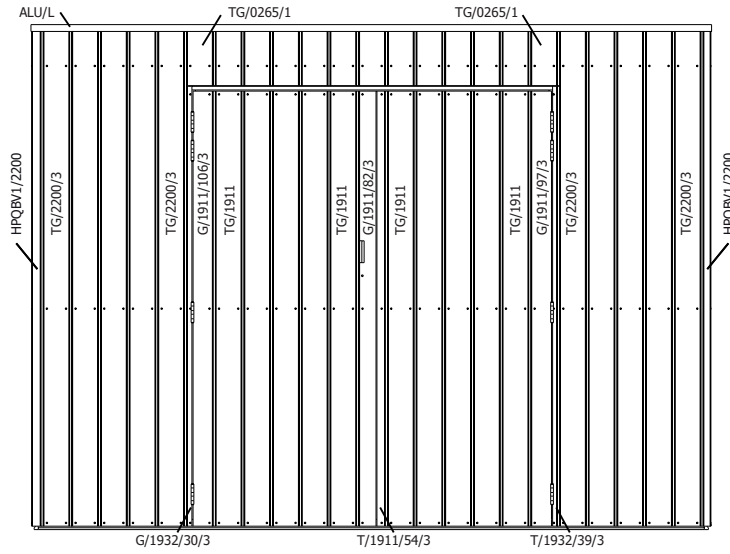 ALU/L
TG/0265/1
TG/0265/1
HPQBV1/2200
TG/2200/3
TG/2200/3
G/1911/106/3
TG/1911
TG/1911
G/1911/82/3
TG/1911
TG/1911
G/1911/97/3
TG/2200/3
TG/2200/3
HPQBV1/2200
G/1932/30/3
T/1911/54/3
T/1932/39/3